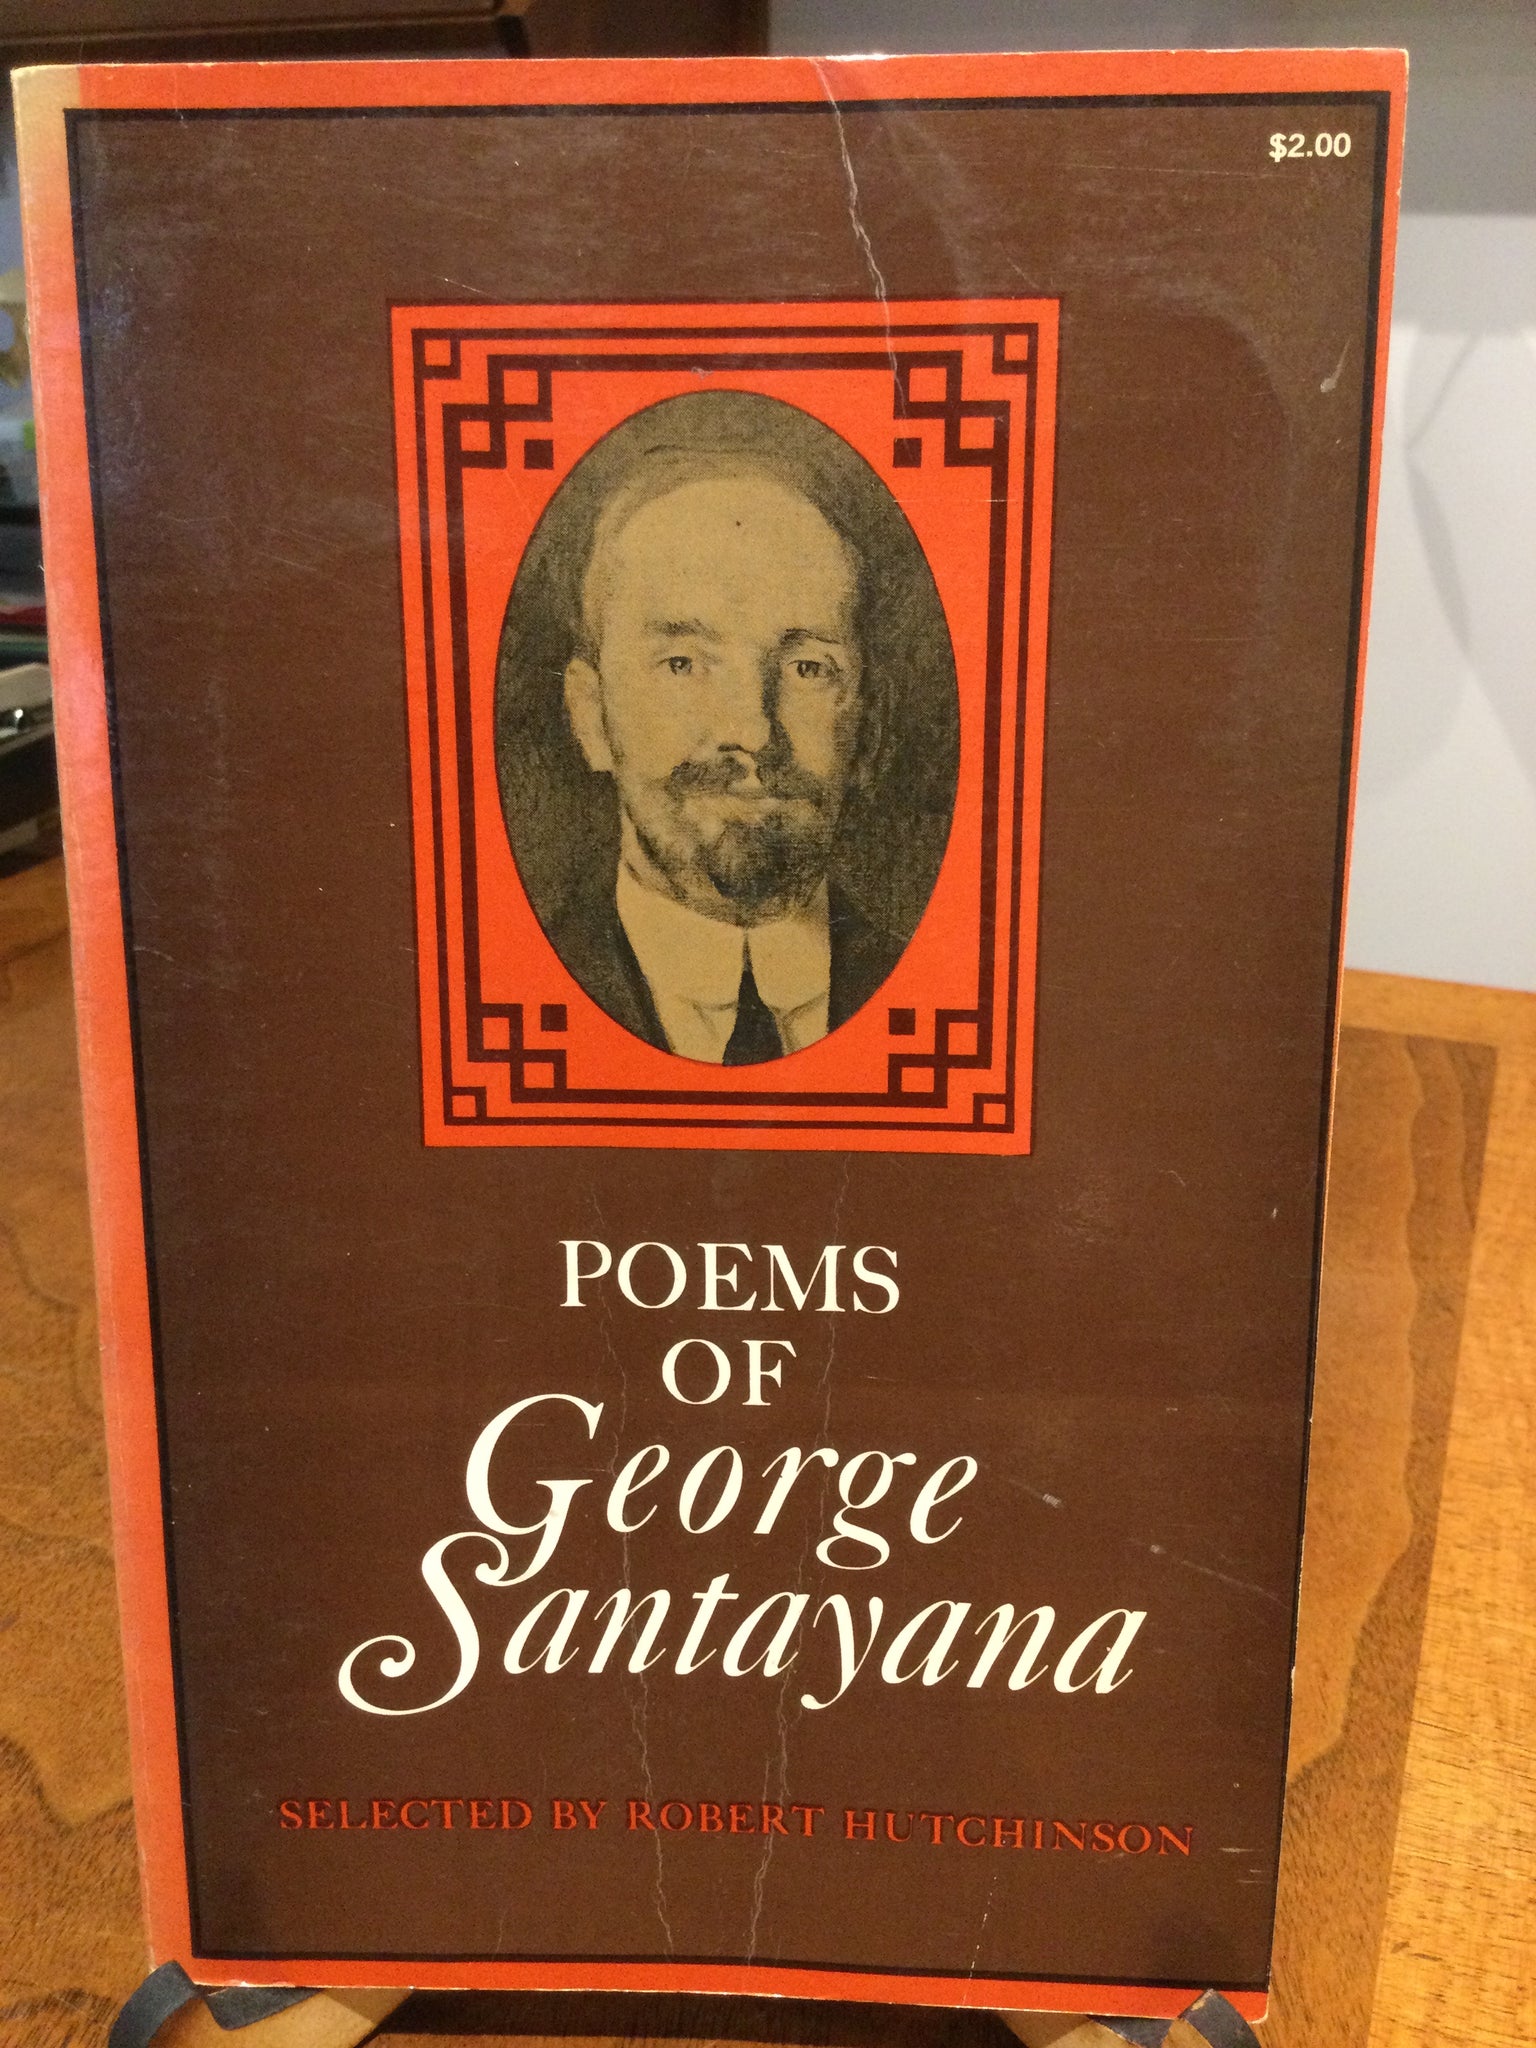 $2.00
POEMS
OF
George
Santayana
SELECTED BY ROBERT HUTCHINSON